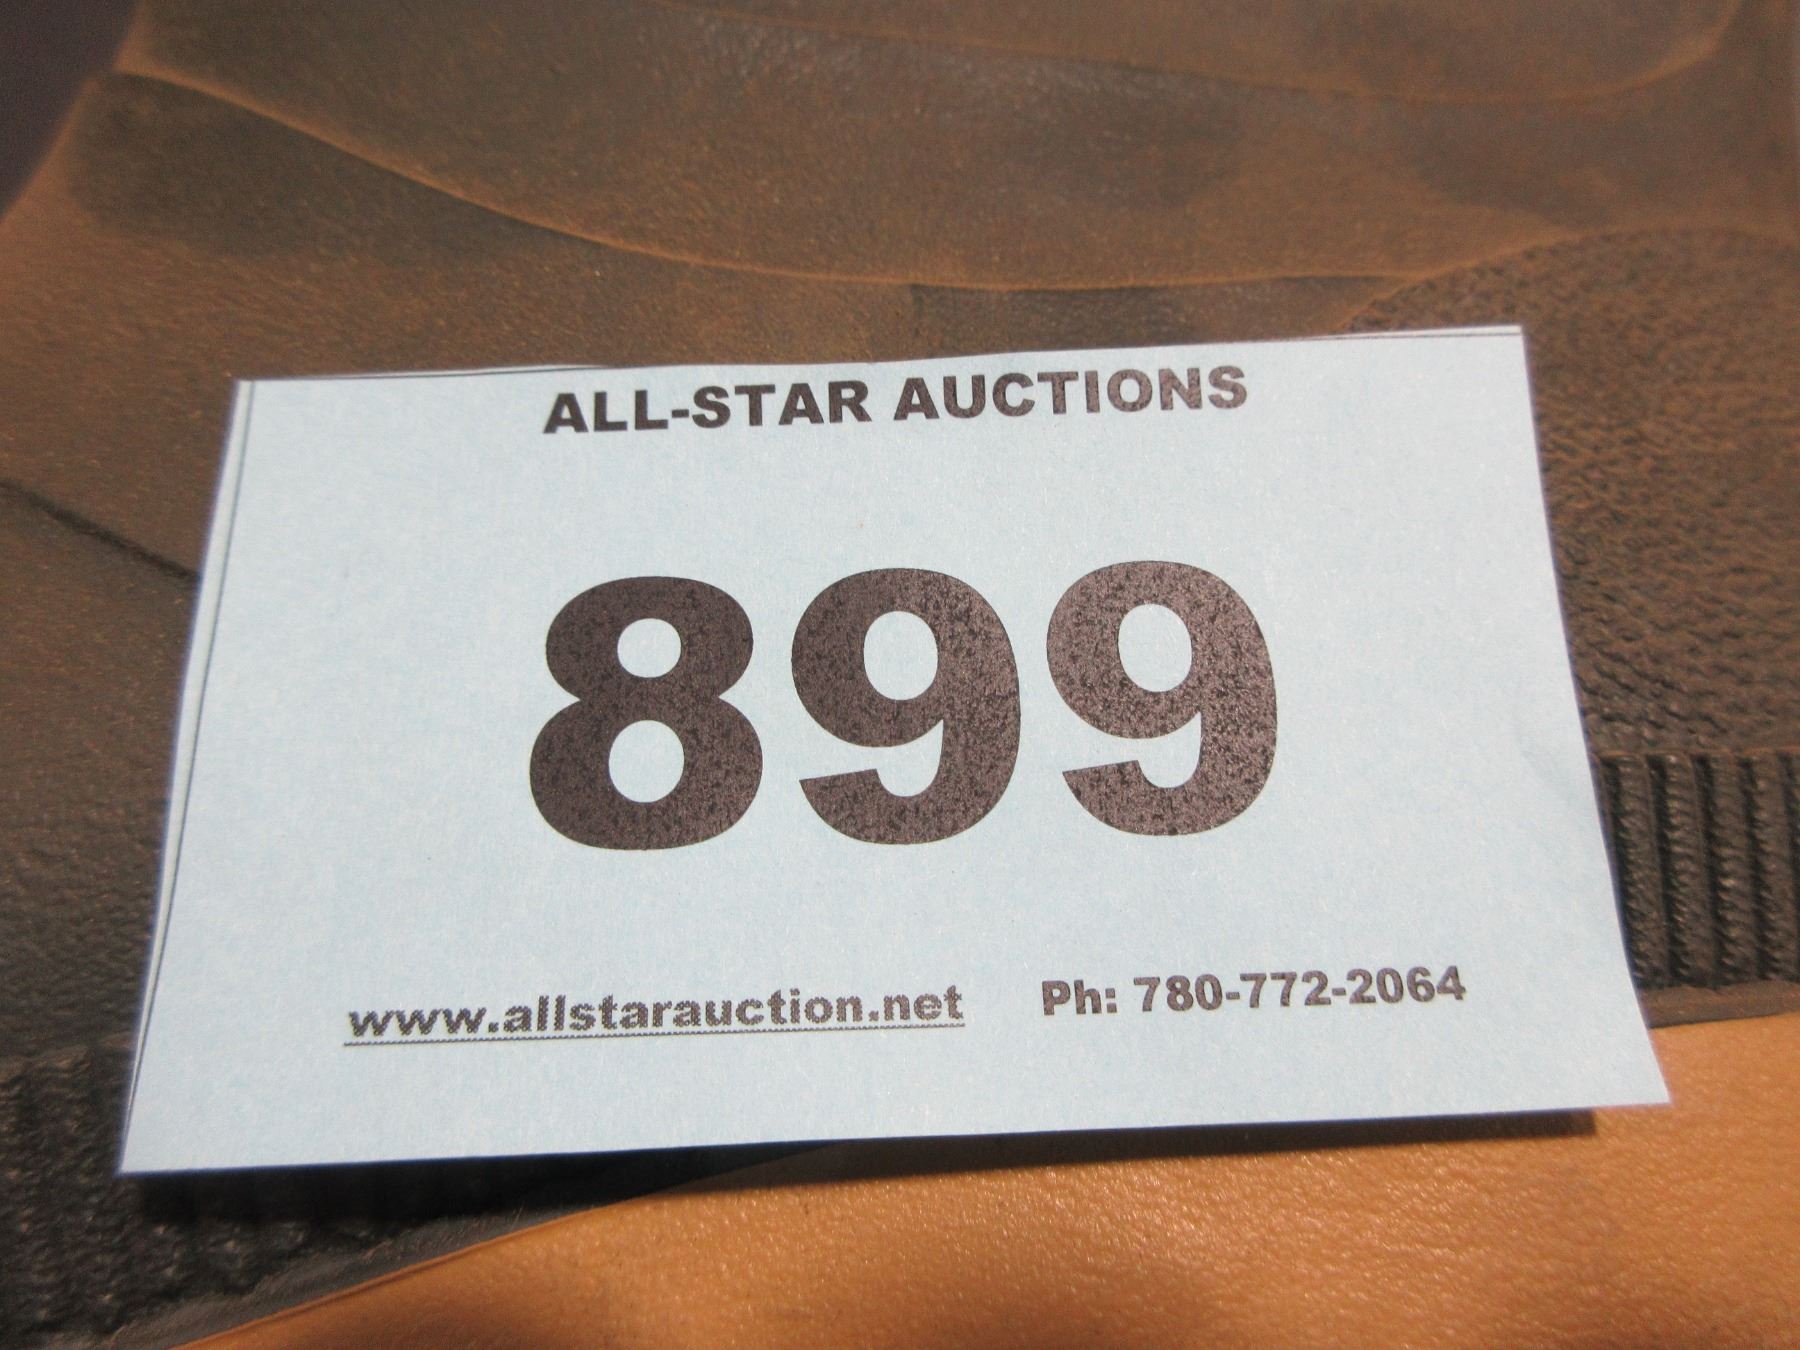 ALL-STAR AUCTIONS
899
www.allstarauction.net Ph: 780-772-2064